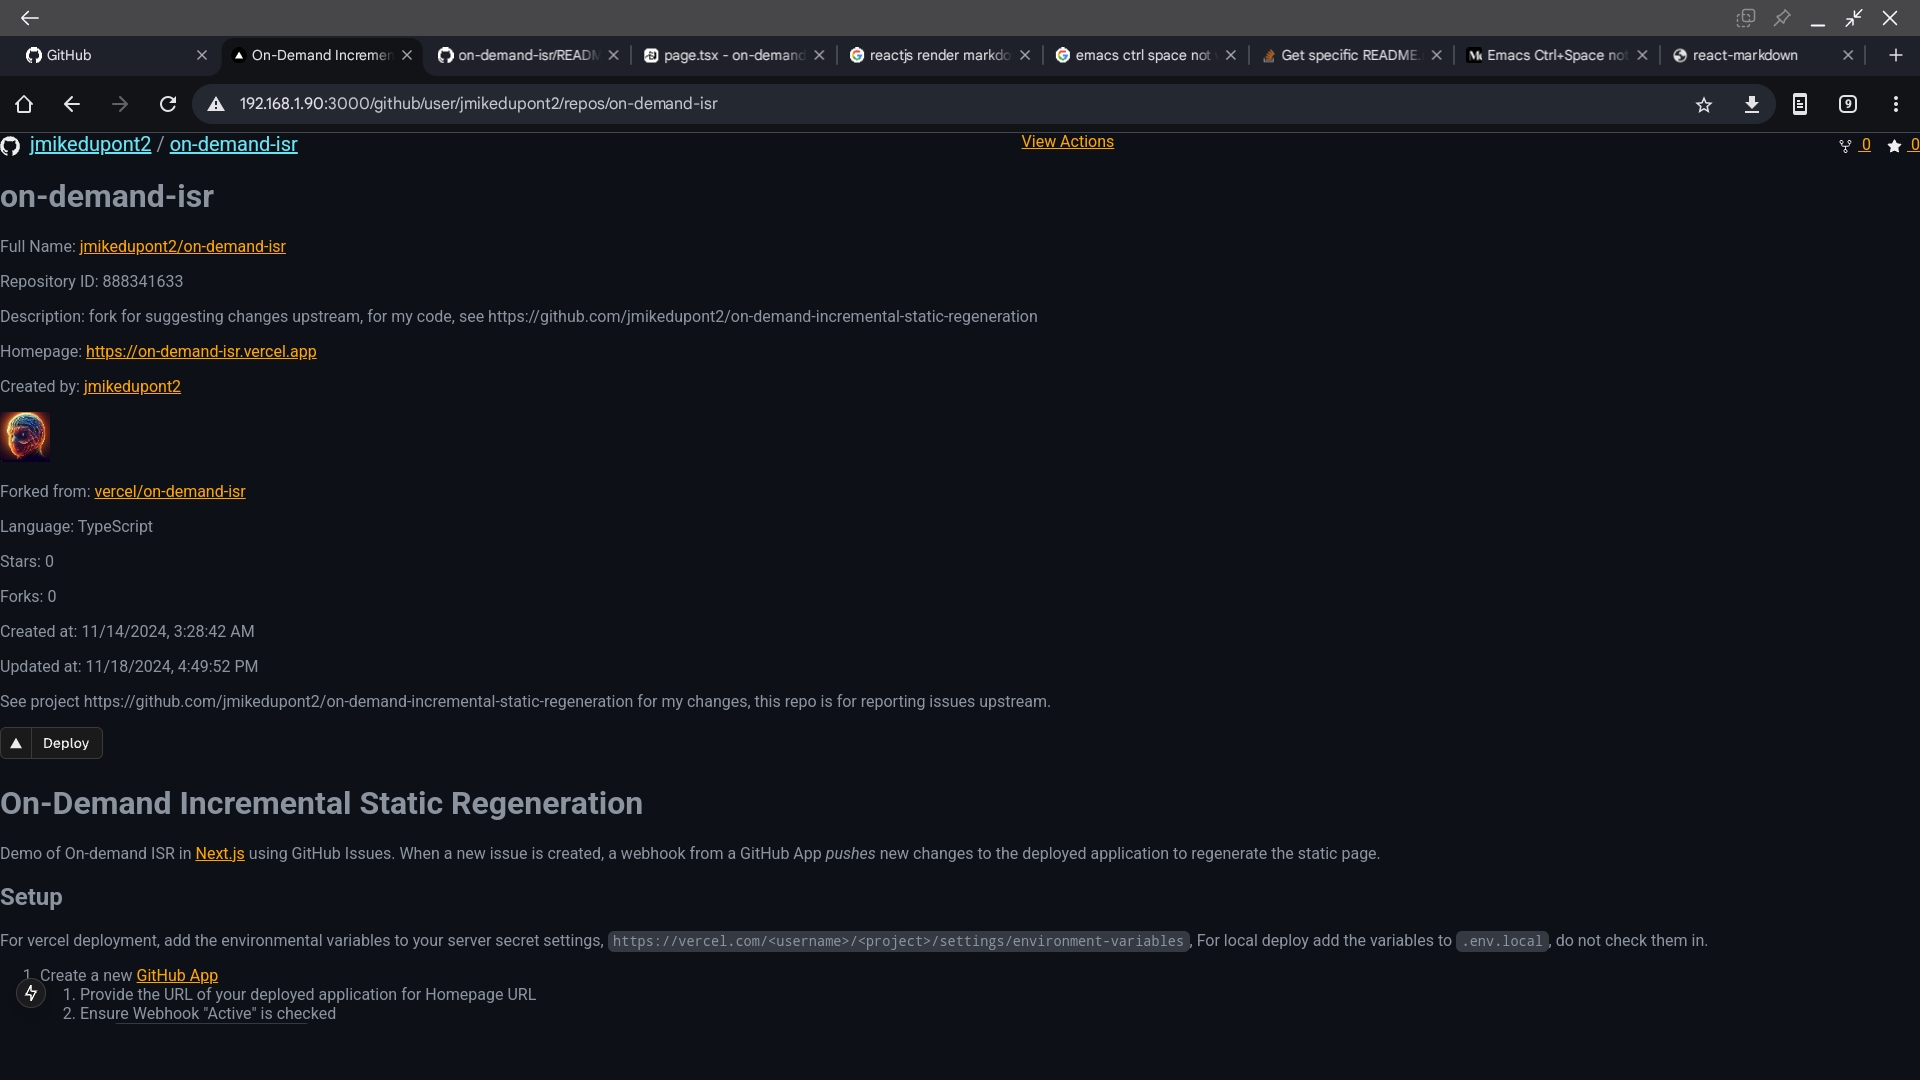 GitHub
On-Demand Incremen
on-demand-isr/READM
page.tsx - on-demand
reactjs render markdo
emacs ctrl space not
Get specific README.
Emacs Ctrl+Space not
react-markdown
192.168.1.90:3000/github/user/jmikedupont2/repos/on-demand-isr
9
jmikedupont2 / on-demand-isr
View Actions
0
0
on-demand-isr
Full Name: jmikedupont2/on-demand-isr
Repository ID: 888341633
Description: fork for suggesting changes upstream, for my code, see https://github.com/jmikedupont2/on-demand-incremental-static-regeneration
Homepage: https://on-demand-isr.vercel.app
Created by: jmikedupont2
Forked from: vercel/on-demand-isr
Language: TypeScript
Stars: 0
Forks: 0
Created at: 11/14/2024, 3:28:42 AM
Updated at: 11/18/2024, 4:49:52 PM
See project https://github.com/jmikedupont2/on-demand-incremental-static-regeneration for my changes, this repo is for reporting issues upstream.
Deploy
On-Demand Incremental Static Regeneration
Demo of On-demand ISR in Next.js using GitHub Issues. When a new issue is created, a webhook from a GitHub App pushes new changes to the deployed application to regenerate the static page.
Setup
For vercel deployment, add the environmental variables to your server secret settings, https://vercel.com/<username>/<project>/settings/environment-variables, For local deploy add the variables to .env.local, do not check them in.
1. Create a new GitHub App
1. Provide the URL of your deployed application for Homepage URL
2. Ensure Webhook "Active" is checked